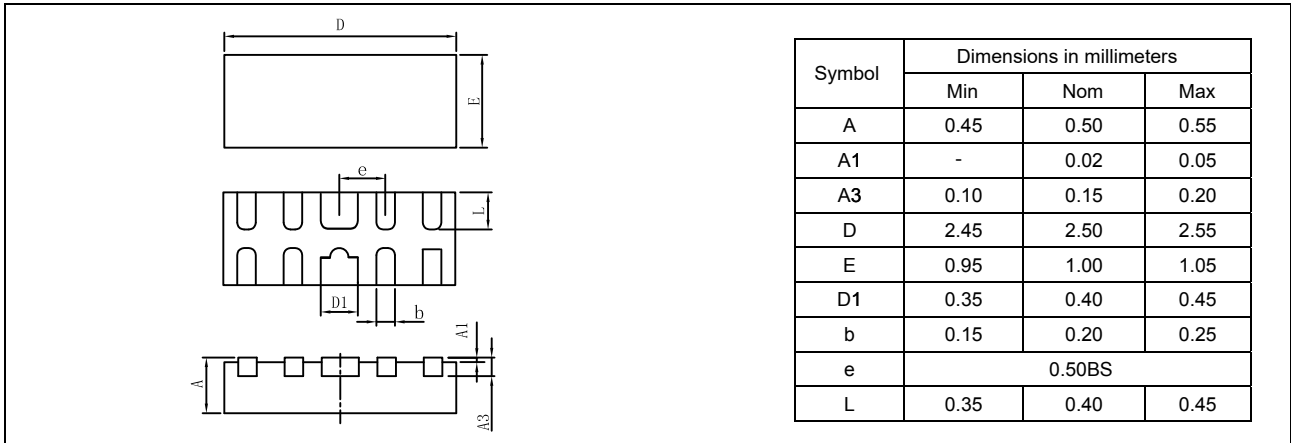 D
E
e
L
D1
b
A1
A
A3
Symbol Dimensions in millimeters
Min Nom Max
A 0.45 0.50 0.55
A1 - 0.02 0.05
A3 0.10 0.15 0.20
D 2.45 2.50 2.55
E 0.95 1.00 1.05
D1 0.35 0.40 0.45
b 0.15 0.20 0.25
e 0.50BS
L 0.35 0.40 0.45